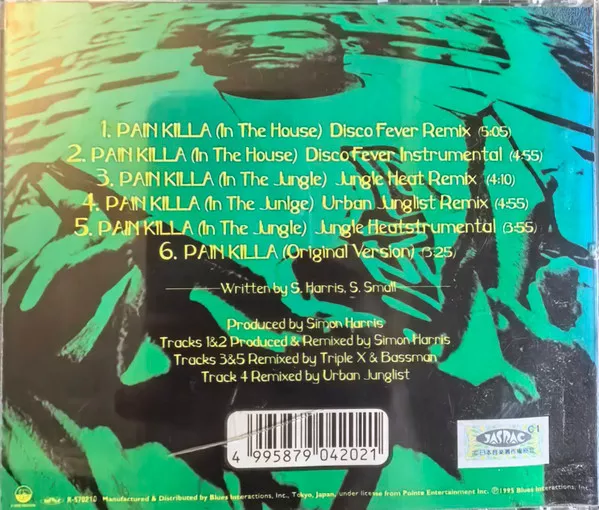 1. PAIN KILLA (In The House) Disco Fever Remix (5:05)
2. PAIN KILLA (In The House) Disco Fever Instrumental (4:55)
3. PAIN KILLA (In The Jungle) Jungle Heat Remix (4:10)
4. PAIN KILLA (In The Junlge) Urban Junglist Remix (4:55)
5. PAIN KILLA (In The Jungle) Jungle Heatstrumental (3:55)
6. PAIN KILLA (Original Version) (3:25)
Written by S. Harris, S. Small
Produced by Simon Harris
Tracks 1&2 Produced & Remixed by Simon Harris
Tracks 3&5 Remixed by Triple X & Bassman
Track 4 Remixed by Urban Junglist
4 995879 042021
JASRAC C1
Manufactured & Distributed by Blues Interactions, Inc., Tokyo, Japan, under license from Pointe Entertainment Inc. Ⓟ1995 Blues Interactions, Inc.